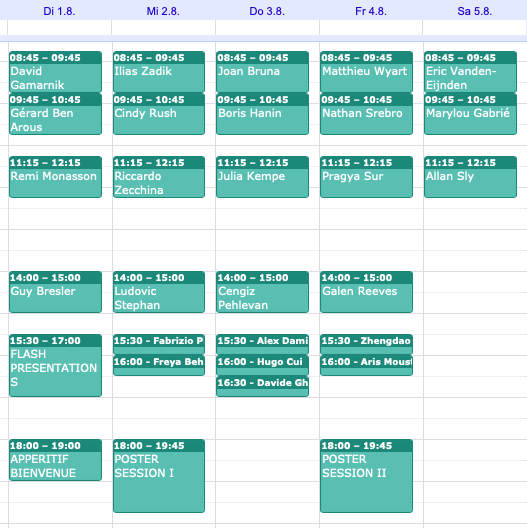 Di 1.8.
Mi 2.8.
Do 3.8.
Fr 4.8.
Sa 5.8.
08:45 – 09:45
David
Gamarnik
09:45 – 10:45
Gérard Ben
Arous
11:15 – 12:15
Remi Monasson
14:00 – 15:00
Guy Bresler
15:30 – 17:00
FLASH
PRESENTATION
S
18:00 – 19:00
APPERITIF
BIENVENUE
08:45 – 09:45
Ilias Zadik
09:45 – 10:45
Cindy Rush
11:15 – 12:15
Riccardo
Zecchina
14:00 – 15:00
Ludovic
Stephan
15:30 - Fabrizio P
16:00 - Freya Beh
18:00 – 19:45
POSTER
SESSION I
08:45 – 09:45
Joan Bruna
09:45 – 10:45
Boris Hanin
11:15 – 12:15
Julia Kempe
14:00 – 15:00
Cengiz
Pehlevan
15:30 - Alex Dami
16:00 - Hugo Cui
16:30 - Davide Gh
08:45 – 09:45
Matthieu Wyart
09:45 – 10:45
Nathan Srebro
11:15 – 12:15
Pragya Sur
14:00 – 15:00
Galen Reeves
15:30 - Zhengdao
16:00 - Aris Moust
18:00 – 19:45
POSTER
SESSION II
08:45 – 09:45
Eric Vanden-
Eijnden
09:45 – 10:45
Marylou Gabrié
11:15 – 12:15
Allan Sly